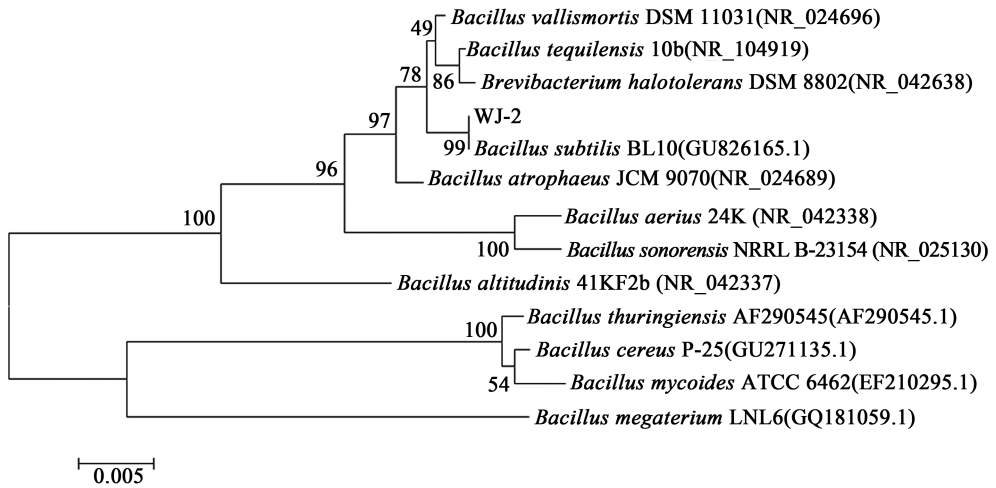 Bacillus vallismortis DSM 11031(NR_024696)
49
Bacillus tequilensis 10b(NR_104919)
78
86
Brevibacterium halotolerans DSM 8802(NR_042638)
97
WJ-2
99
Bacillus subtilis BL10(GU826165.1)
96
Bacillus atrophaeus JCM 9070(NR_024689)
100
Bacillus aerius 24K (NR_042338)
100
Bacillus sonorensis NRRL B-23154 (NR_025130)
Bacillus altitudinis 41KF2b (NR_042337)
Bacillus thuringiensis AF290545(AF290545.1)
100
Bacillus cereus P-25(GU271135.1)
54
Bacillus mycoides ATCC 6462(EF210295.1)
Bacillus megaterium LNL6(GQ181059.1)
0.005